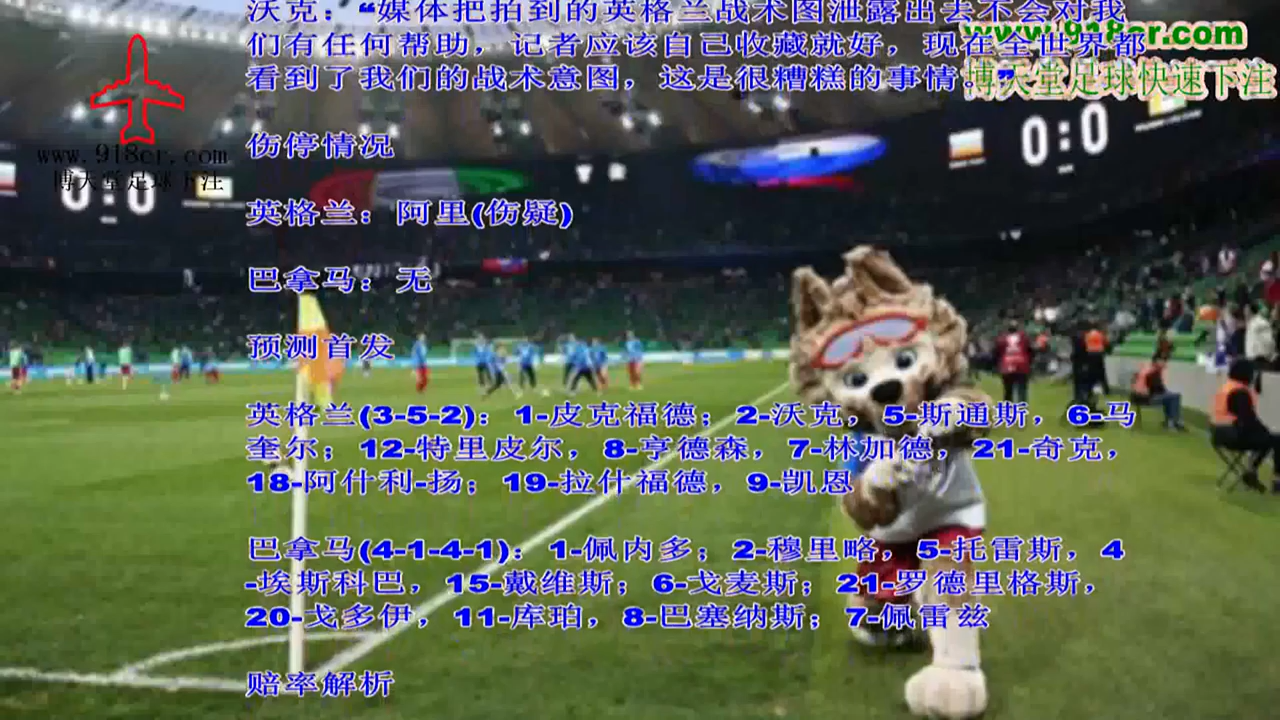 沃克：“媒体把拍到的英格兰战术图泄露出去不会对我
们有任何帮助，记者应该自己收藏就好，现在全世界都
看到了我们的战术意图，这是很糟糕的事情。”
www.918cr.com
博天堂足球快速下注
www.918cr.com
博天堂足球下注
0:0
0:0
伤停情况
英格兰：阿里(伤疑)
巴拿马：无
预测首发
英格兰(3-5-2)：1-皮克福德；2-沃克，5-斯通斯，6-马
奎尔；12-特里皮尔，8-亨德森，7-林加德，21-奇克，
18-阿什利-扬；19-拉什福德，9-凯恩
巴拿马(4-1-4-1)：1-佩内多；2-穆里略，5-托雷斯，4
-埃斯科巴，15-戴维斯；6-戈麦斯；21-罗德里格斯，
20-戈多伊，11-库珀，8-巴塞纳斯；7-佩雷兹
赔率解析